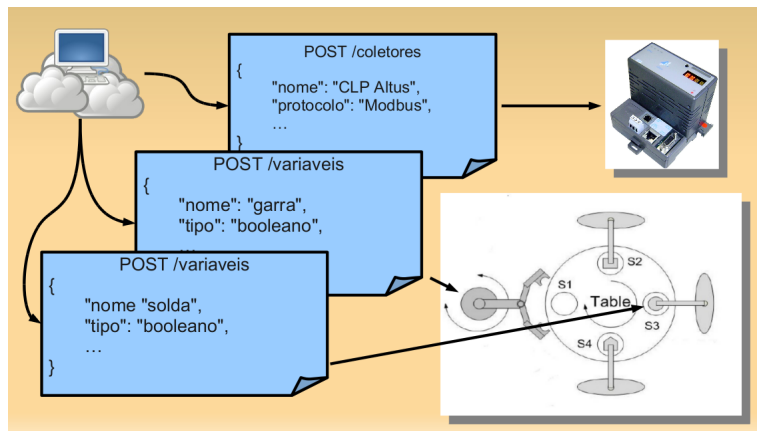 POST /coletores
{
"nome": "CLP Altus",
"protocolo": "Modbus",
...
}
POST /variaveis
{
"nome": "garra",
"tipo": "booleano",
...
POST /variaveis
{
"nome "solda",
"tipo": "booleano",
...
}
S2
S1
Table
S3
S4